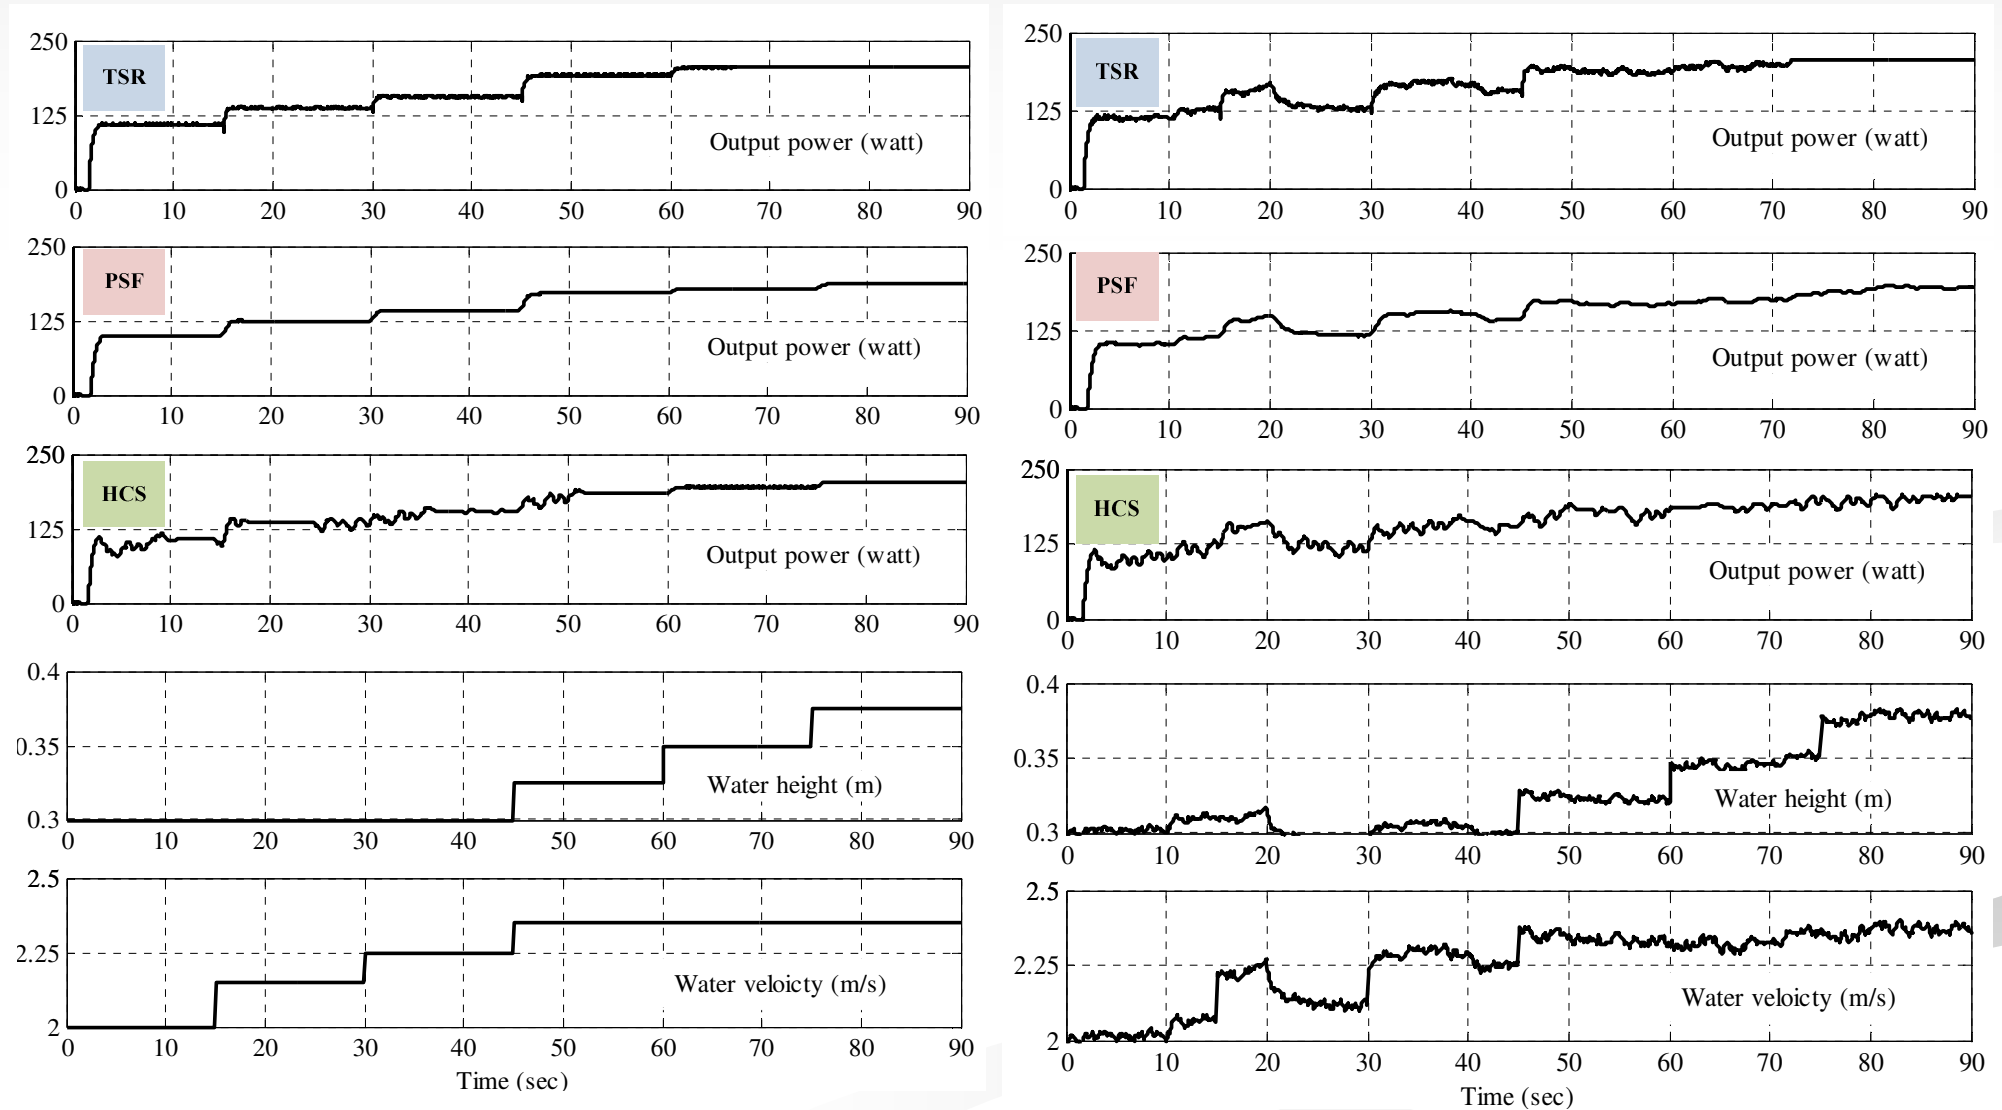 250
TSR
125
Output power (watt)
0
0 10 20 30 40 50 60 70 80 90
250
PSF
125
Output power (watt)
0
0 10 20 30 40 50 60 70 80 90
250
HCS
125
Output power (watt)
0
0 10 20 30 40 50 60 70 80 90
0.4
0.35
Water height (m)
0.3
0 10 20 30 40 50 60 70 80 90
2.5
2.25
Water veloicty (m/s)
2
0 10 20 30 40 50 60 70 80 90
Time (sec)
250
TSR
125
Output power (watt)
0
0 10 20 30 40 50 60 70 80 90
250
PSF
125
Output power (watt)
0
0 10 20 30 40 50 60 70 80 90
250
HCS
125
Output power (watt)
0
0 10 20 30 40 50 60 70 80 90
0.4
0.35
Water height (m)
0.3
0 10 20 30 40 50 60 70 80 90
2.5
2.25
Water veloicty (m/s)
2
0 10 20 30 40 50 60 70 80 90
Time (sec)